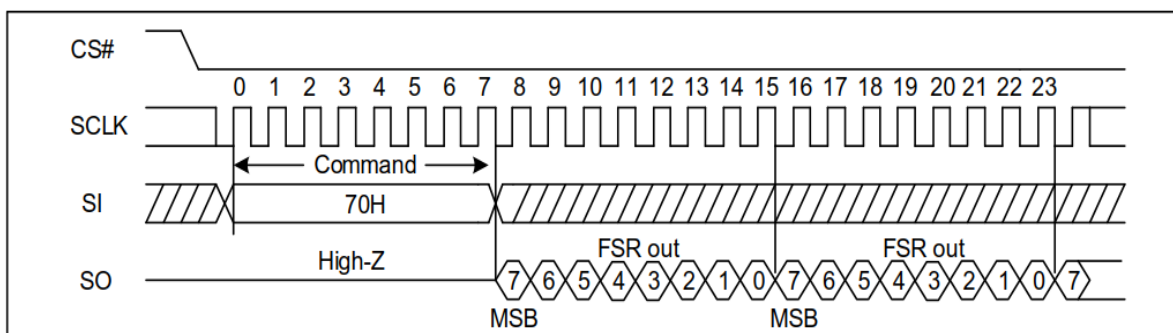 CS#
0 1 2 3 4 5 6 7 8 9 10 11 12 13 14 15 16 17 18 19 20 21 22 23
SCLK
Command
SI 70H
High-Z FSR out FSR out
SO 7 6 5 4 3 2 1 0 7 6 5 4 3 2 1 0 7
MSB MSB